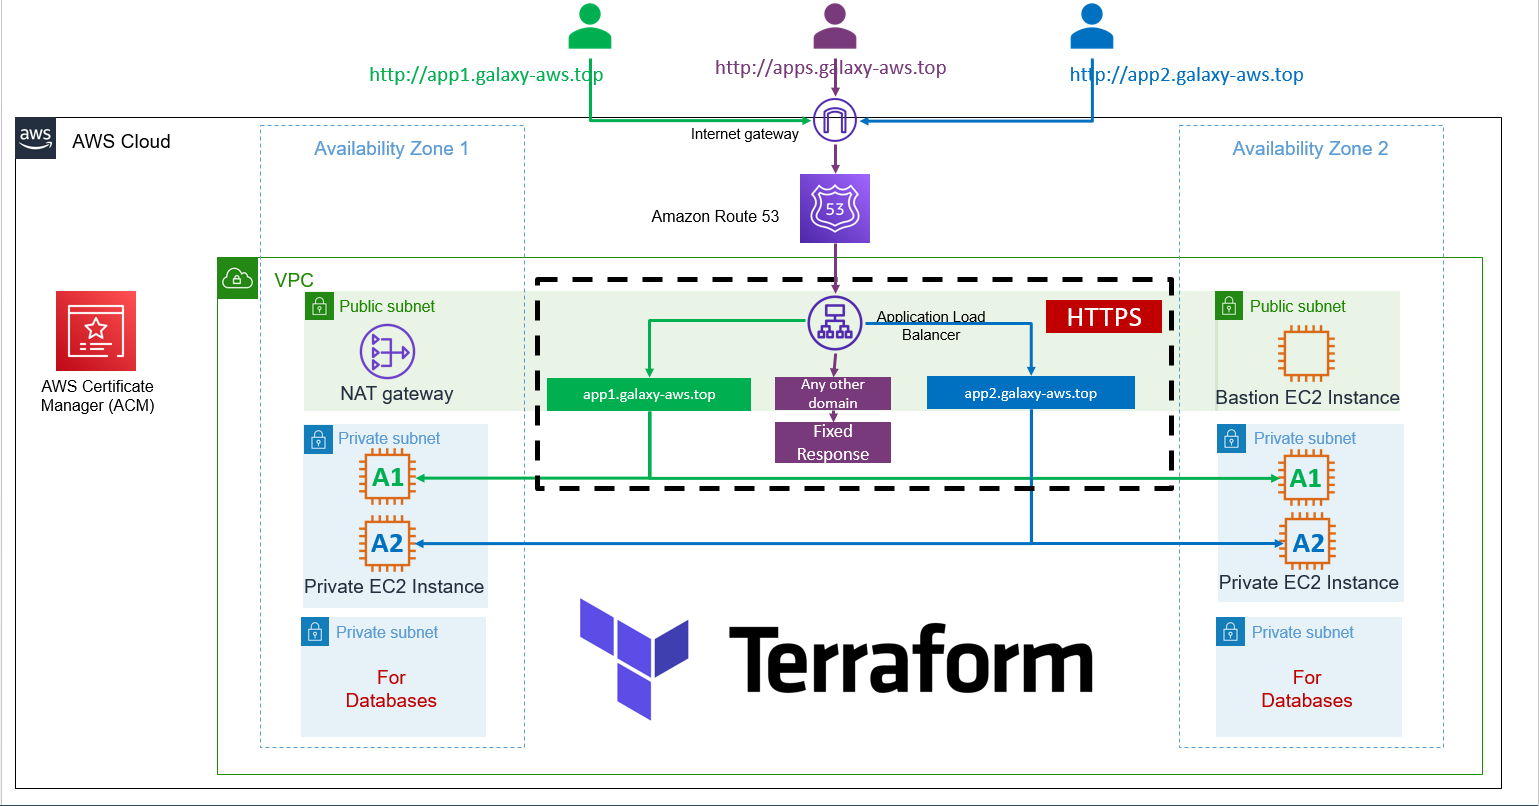 http://app1.galaxy-aws.top
http://apps.galaxy-aws.top
http://app2.galaxy-aws.top
aws
AWS Cloud
Internet gateway
Availability Zone 1
Availability Zone 2
53
Amazon Route 53
VPC
Public subnet
NAT gateway
Application Load
Balancer
HTTPS
Public subnet
Bastion EC2 Instance
AWS Certificate
Manager (ACM)
app1.galaxy-aws.top
Any other
domain
app2.galaxy-aws.top
Fixed
Response
Private subnet
A1
A2
Private EC2 Instance
Private subnet
A1
A2
Private EC2 Instance
Private subnet
For
Databases
Terraform
Private subnet
For
Databases